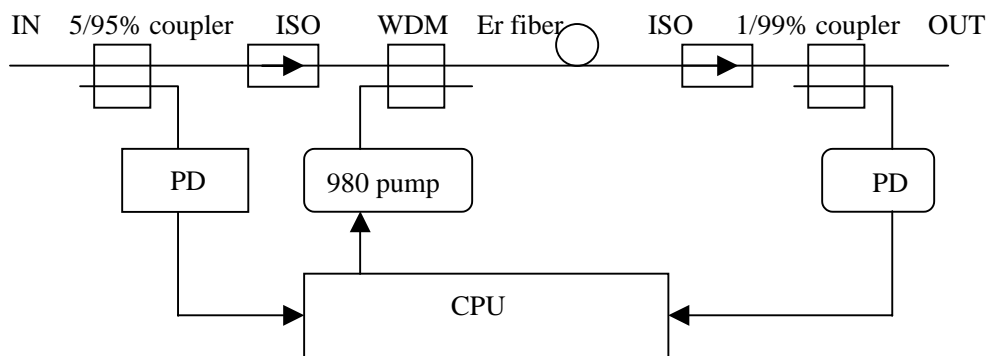 IN 5/95% coupler ISO WDM Er fiber ISO 1/99% coupler OUT
PD 980 pump PD
CPU